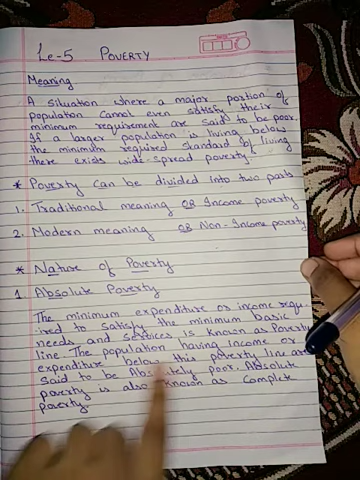 Le-5 POVERTY
Meaning
A situation where a major portion of
population cannot even satisfy their
minimum requirement are said to be poor.
If a larger population is living below
the minimum required standard of living
there exists wide-spread poverty.
* Poverty can be divided into two parts
1. Traditional meaning OR Income poverty
2. Modern meaning OR Non-Income poverty
* Nature of Poverty
1. Absolute Poverty
The minimum expenditure or income requ-
ired to satisfy the minimum basic
needs and services is known as Poverty
line. The population having income or
expenditure below this poverty line are
said to be poor. Absolute
poverty is also known as complete
poverty